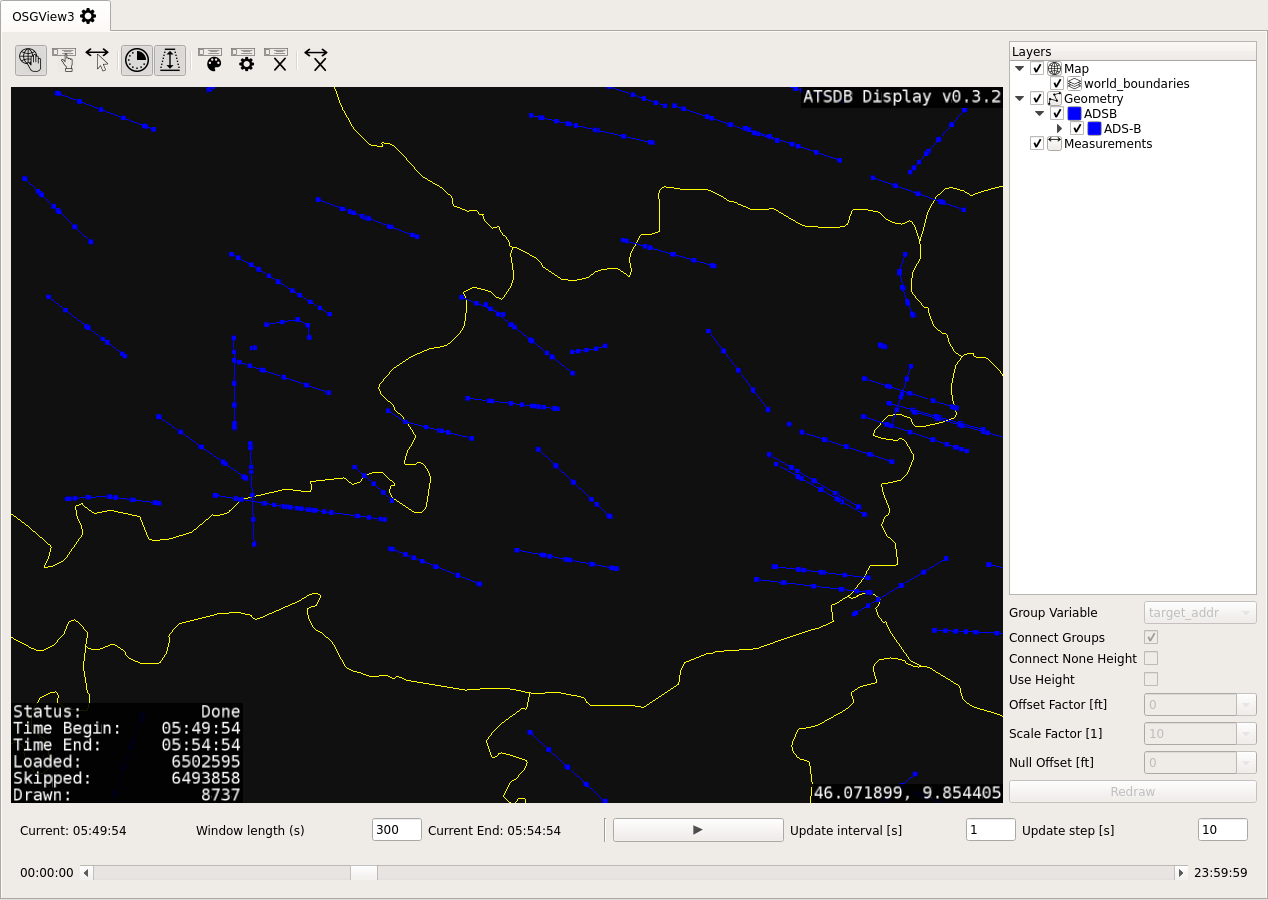 OSGView3
Layers
Map
world_boundaries
Geometry
ADSB
ADS-B
Measurements
ATSDB Display v0.3.2
Status: Done
Time Begin: 05:49:54
Time End: 05:54:54
Loaded: 6502595
Skipped: 6493858
Drawn: 8737
46.071899, 9.854405
Group Variable target_addr
Connect Groups
Connect None Height
Use Height
Offset Factor [ft] 0
Scale Factor [1] 10
Null Offset [ft] 0
Redraw
Current: 05:49:54 Window length (s) 300 Current End: 05:54:54 Update interval [s] 1 Update step [s] 10
00:00:00 23:59:59